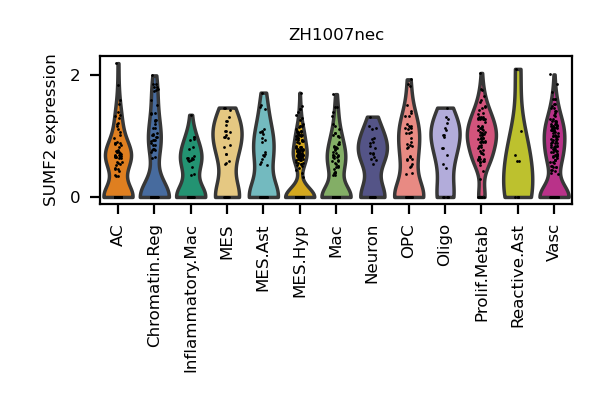 ZH1007nec
SUMF2 expression
2
0
AC
Chromatin.Reg
Inflammatory.Mac
MES
MES.Ast
MES.Hyp
Mac
Neuron
OPC
Oligo
Prolif.Metab
Reactive.Ast
Vasc